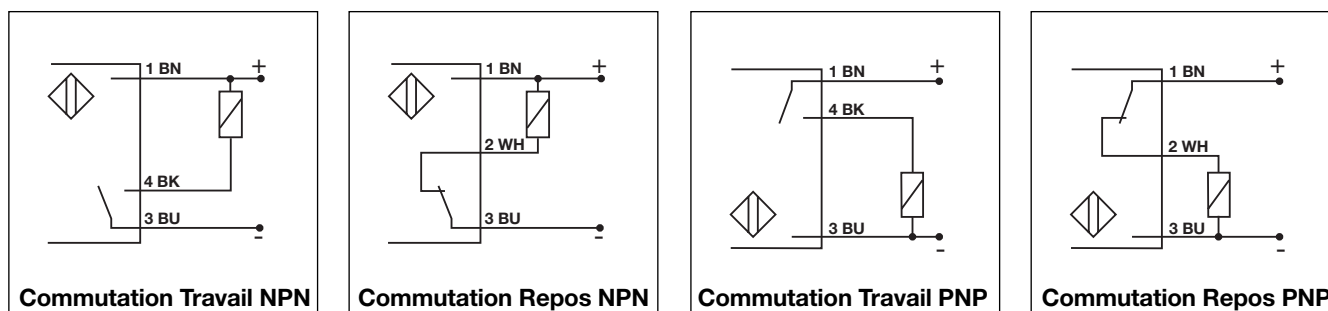 1 BN
+
4 BK
3 BU
-
Commutation Travail NPN
1 BN
+
2 WH
3 BU
-
Commutation Repos NPN
1 BN
+
4 BK
3 BU
-
Commutation Travail PNP
1 BN
+
2 WH
3 BU
-
Commutation Repos PNP